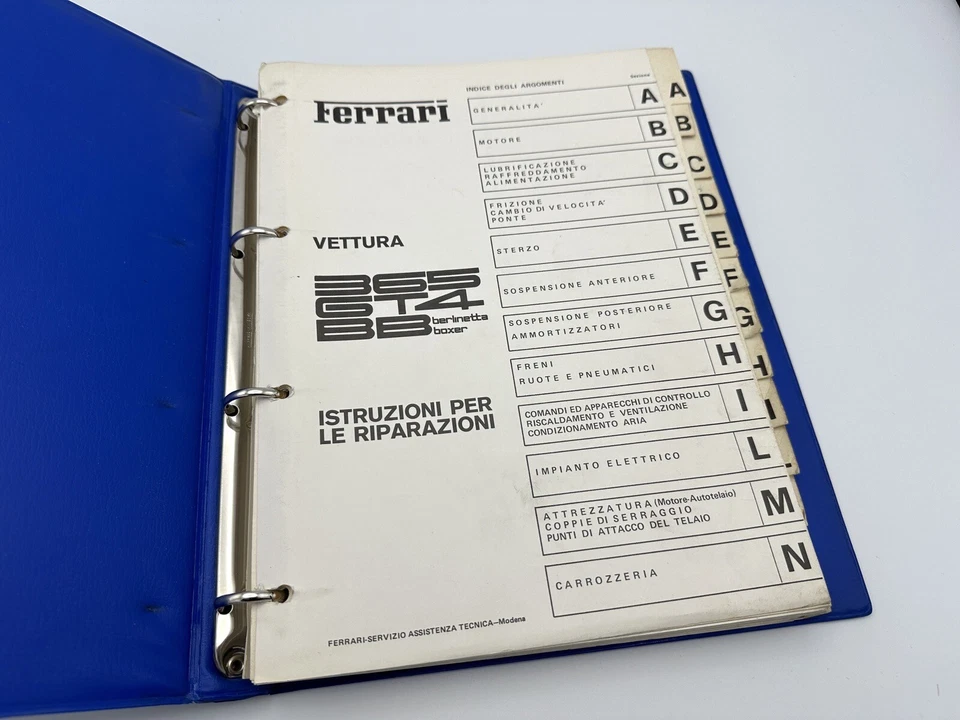 Ferrari
VETTURA
365
GT4
BB berlinetta
boxer
ISTRUZIONI PER
LE RIPARAZIONI
FERRARI-SERVIZIO ASSISTENZA TECNICA—Modena
INDICE DEGLI ARGOMENTI
Sezione
GENERALITA' A
MOTORE B
LUBRIFICAZIONE
RAFFREDDAMENTO
ALIMENTAZIONE
C
FRIZIONE
CAMBIO DI VELOCITA'
PONTE
D
STERZO E
SOSPENSIONE ANTERIORE F
SOSPENSIONE POSTERIORE
AMMORTIZZATORI
G
FRENI
RUOTE E PNEUMATICI
H
COMANDI ED APPARECCHI DI CONTROLLO
RISCALDAMENTO E VENTILAZIONE
CONDIZIONAMENTO ARIA
I
IMPIANTO ELETTRICO L
ATTREZZATURA (Motore-Autotelaio)
COPPIE DI SERRAGGIO
PUNTI DI ATTACCO DEL TELAIO
M
CARROZZERIA N
A
B
C
D
E
F
G
H
I